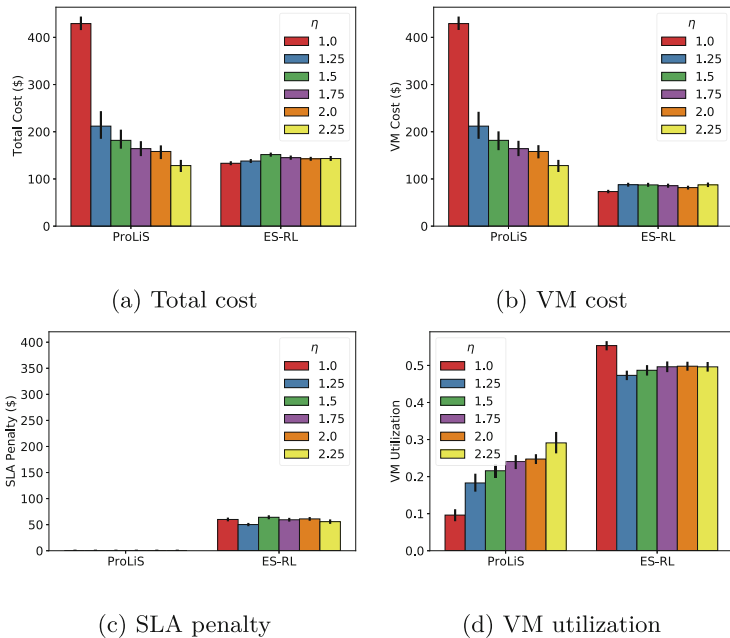 400
300
200
100
0
Total Cost ($)
η
1.0
1.25
1.5
1.75
2.0
2.25
ProLiS
ES-RL
(a) Total cost
400
300
200
100
0
VM Cost ($)
η
1.0
1.25
1.5
1.75
2.0
2.25
ProLiS
ES-RL
(b) VM cost
400
350
300
250
200
150
100
50
0
SLA Penalty ($)
η
1.0
1.25
1.5
1.75
2.0
2.25
ProLiS
ES-RL
(c) SLA penalty
0.5
0.4
0.3
0.2
0.1
0.0
VM Utilization
η
1.0
1.25
1.5
1.75
2.0
2.25
ProLiS
ES-RL
(d) VM utilization